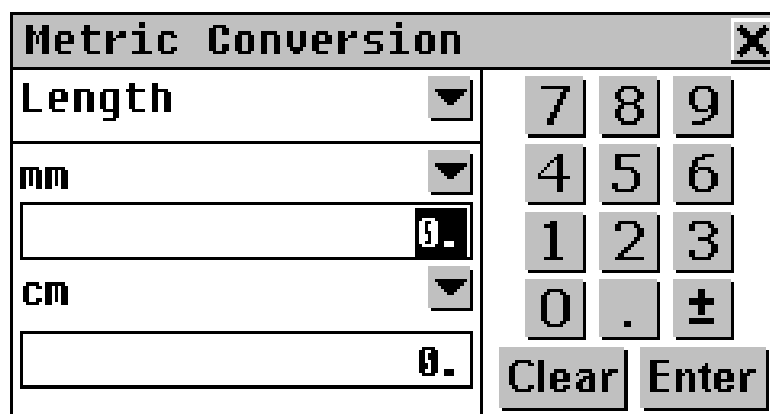 Metric Conversion
Length
mm
0.
cm
0.
7 8 9
4 5 6
1 2 3
0 . ±
Clear Enter